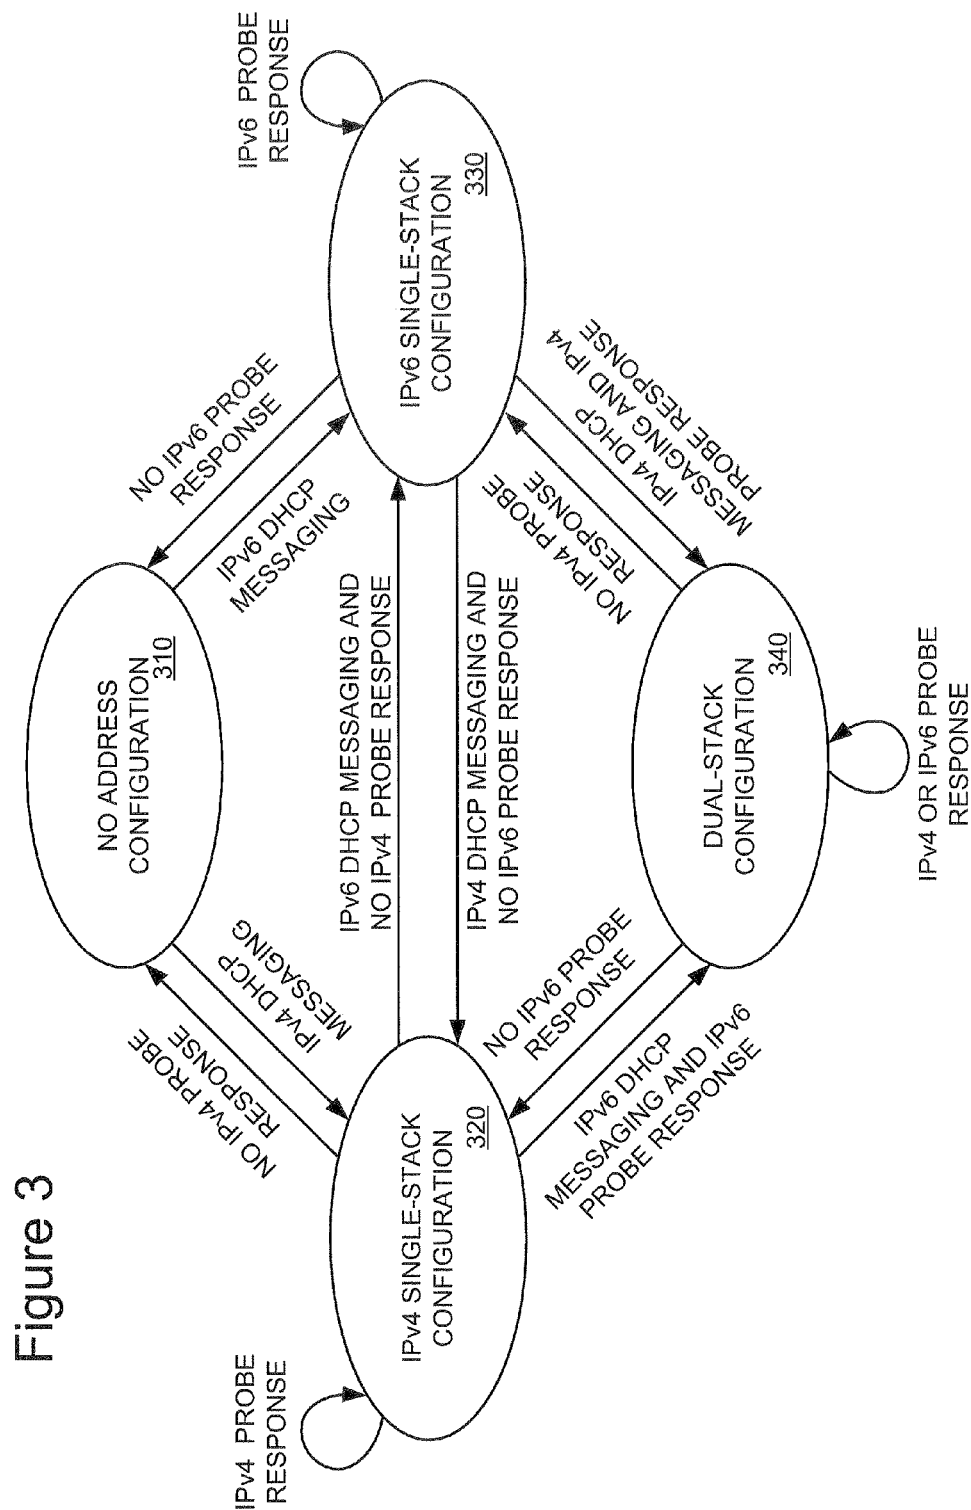 Figure 3
NO ADDRESS
CONFIGURATION
310
NO IPv4 PROBE
RESPONSE
IPv4 DHCP
MESSAGING
NO IPv6 PROBE
RESPONSE
IPv6 DHCP
MESSAGING
IPv4 PROBE
RESPONSE
IPv4 SINGLE-STACK
CONFIGURATION
320
IPv6 DHCP MESSAGING AND
NO IPv4 PROBE RESPONSE
IPv4 DHCP MESSAGING AND
NO IPv6 PROBE RESPONSE
IPv6 PROBE
RESPONSE
IPv6 SINGLE-STACK
CONFIGURATION
330
NO IPv6 PROBE
RESPONSE
IPv6 DHCP
MESSAGING AND IPv6
PROBE RESPONSE
NO IPv4 PROBE
RESPONSE
IPv4 DHCP
MESSAGING AND IPv4
PROBE RESPONSE
DUAL-STACK
CONFIGURATION
340
IPv4 OR IPv6 PROBE
RESPONSE